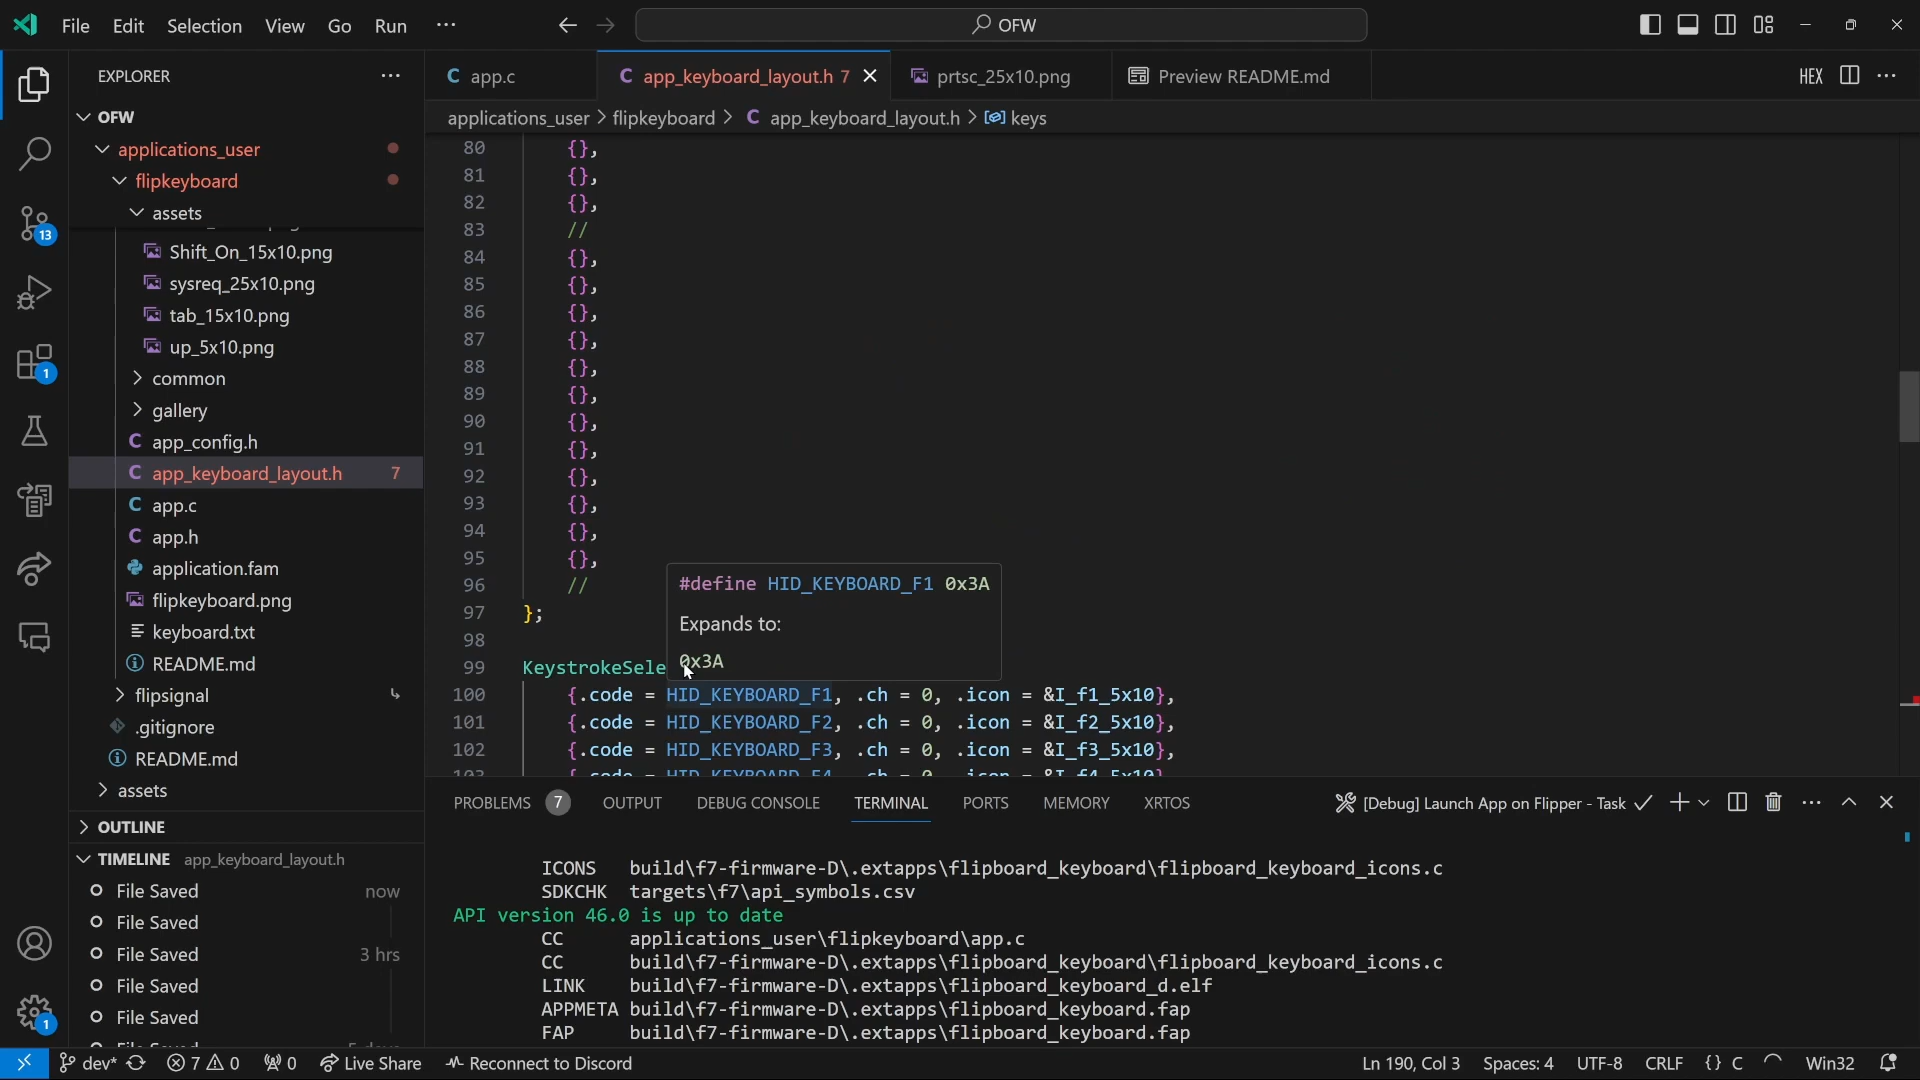 File Edit Selection View Go Run ··· OFW
EXPLORER ···
OFW
applications_user
flipkeyboard
assets
Shift_On_15x10.png
sysreq_25x10.png
tab_15x10.png
up_5x10.png
common
gallery
app_config.h
app_keyboard_layout.h 7
app.c
app.h
application.fam
flipkeyboard.png
keyboard.txt
README.md
flipsignal
.gitignore
README.md
assets
OUTLINE
TIMELINE app_keyboard_layout.h
File Saved now
File Saved
File Saved 3 hrs
File Saved
File Saved
13
1
1
C app.c
C app_keyboard_layout.h 7
prtsc_25x10.png
Preview README.md
HEX
applications_user > flipkeyboard > C app_keyboard_layout.h > keys
80 {},
81 {},
82 {},
83 //
84 {},
85 {},
86 {},
87 {},
88 {},
89 {},
90 {},
91 {},
92 {},
93 {},
94 {},
95 {},
96 //
97 };
98
99 KeystrokeSele
#define HID_KEYBOARD_F1 0x3A
Expands to:
0x3A
100 {.code = HID_KEYBOARD_F1, .ch = 0, .icon = &I_f1_5x10},
101 {.code = HID_KEYBOARD_F2, .ch = 0, .icon = &I_f2_5x10},
102 {.code = HID_KEYBOARD_F3, .ch = 0, .icon = &I_f3_5x10},
103 {.code = HID_KEYBOARD_F4, .ch = 0, .icon = &I_f4_5x10},
PROBLEMS 7 OUTPUT DEBUG CONSOLE TERMINAL PORTS MEMORY XRTOS [Debug] Launch App on Flipper - Task
ICONS build\f7-firmware-D\.extapps\flipboard_keyboard\flipboard_keyboard_icons.c
SDKCHK targets\f7\api_symbols.csv
API version 46.0 is up to date
CC applications_user\flipkeyboard\app.c
CC build\f7-firmware-D\.extapps\flipboard_keyboard\flipboard_keyboard_icons.c
LINK build\f7-firmware-D\.extapps\flipboard_keyboard_d.elf
APPMETA build\f7-firmware-D\.extapps\flipboard_keyboard.fap
FAP build\f7-firmware-D\.extapps\flipboard_keyboard.fap
dev* 7 0 0 Live Share Reconnect to Discord Ln 190, Col 3 Spaces: 4 UTF-8 CRLF {} C Win32